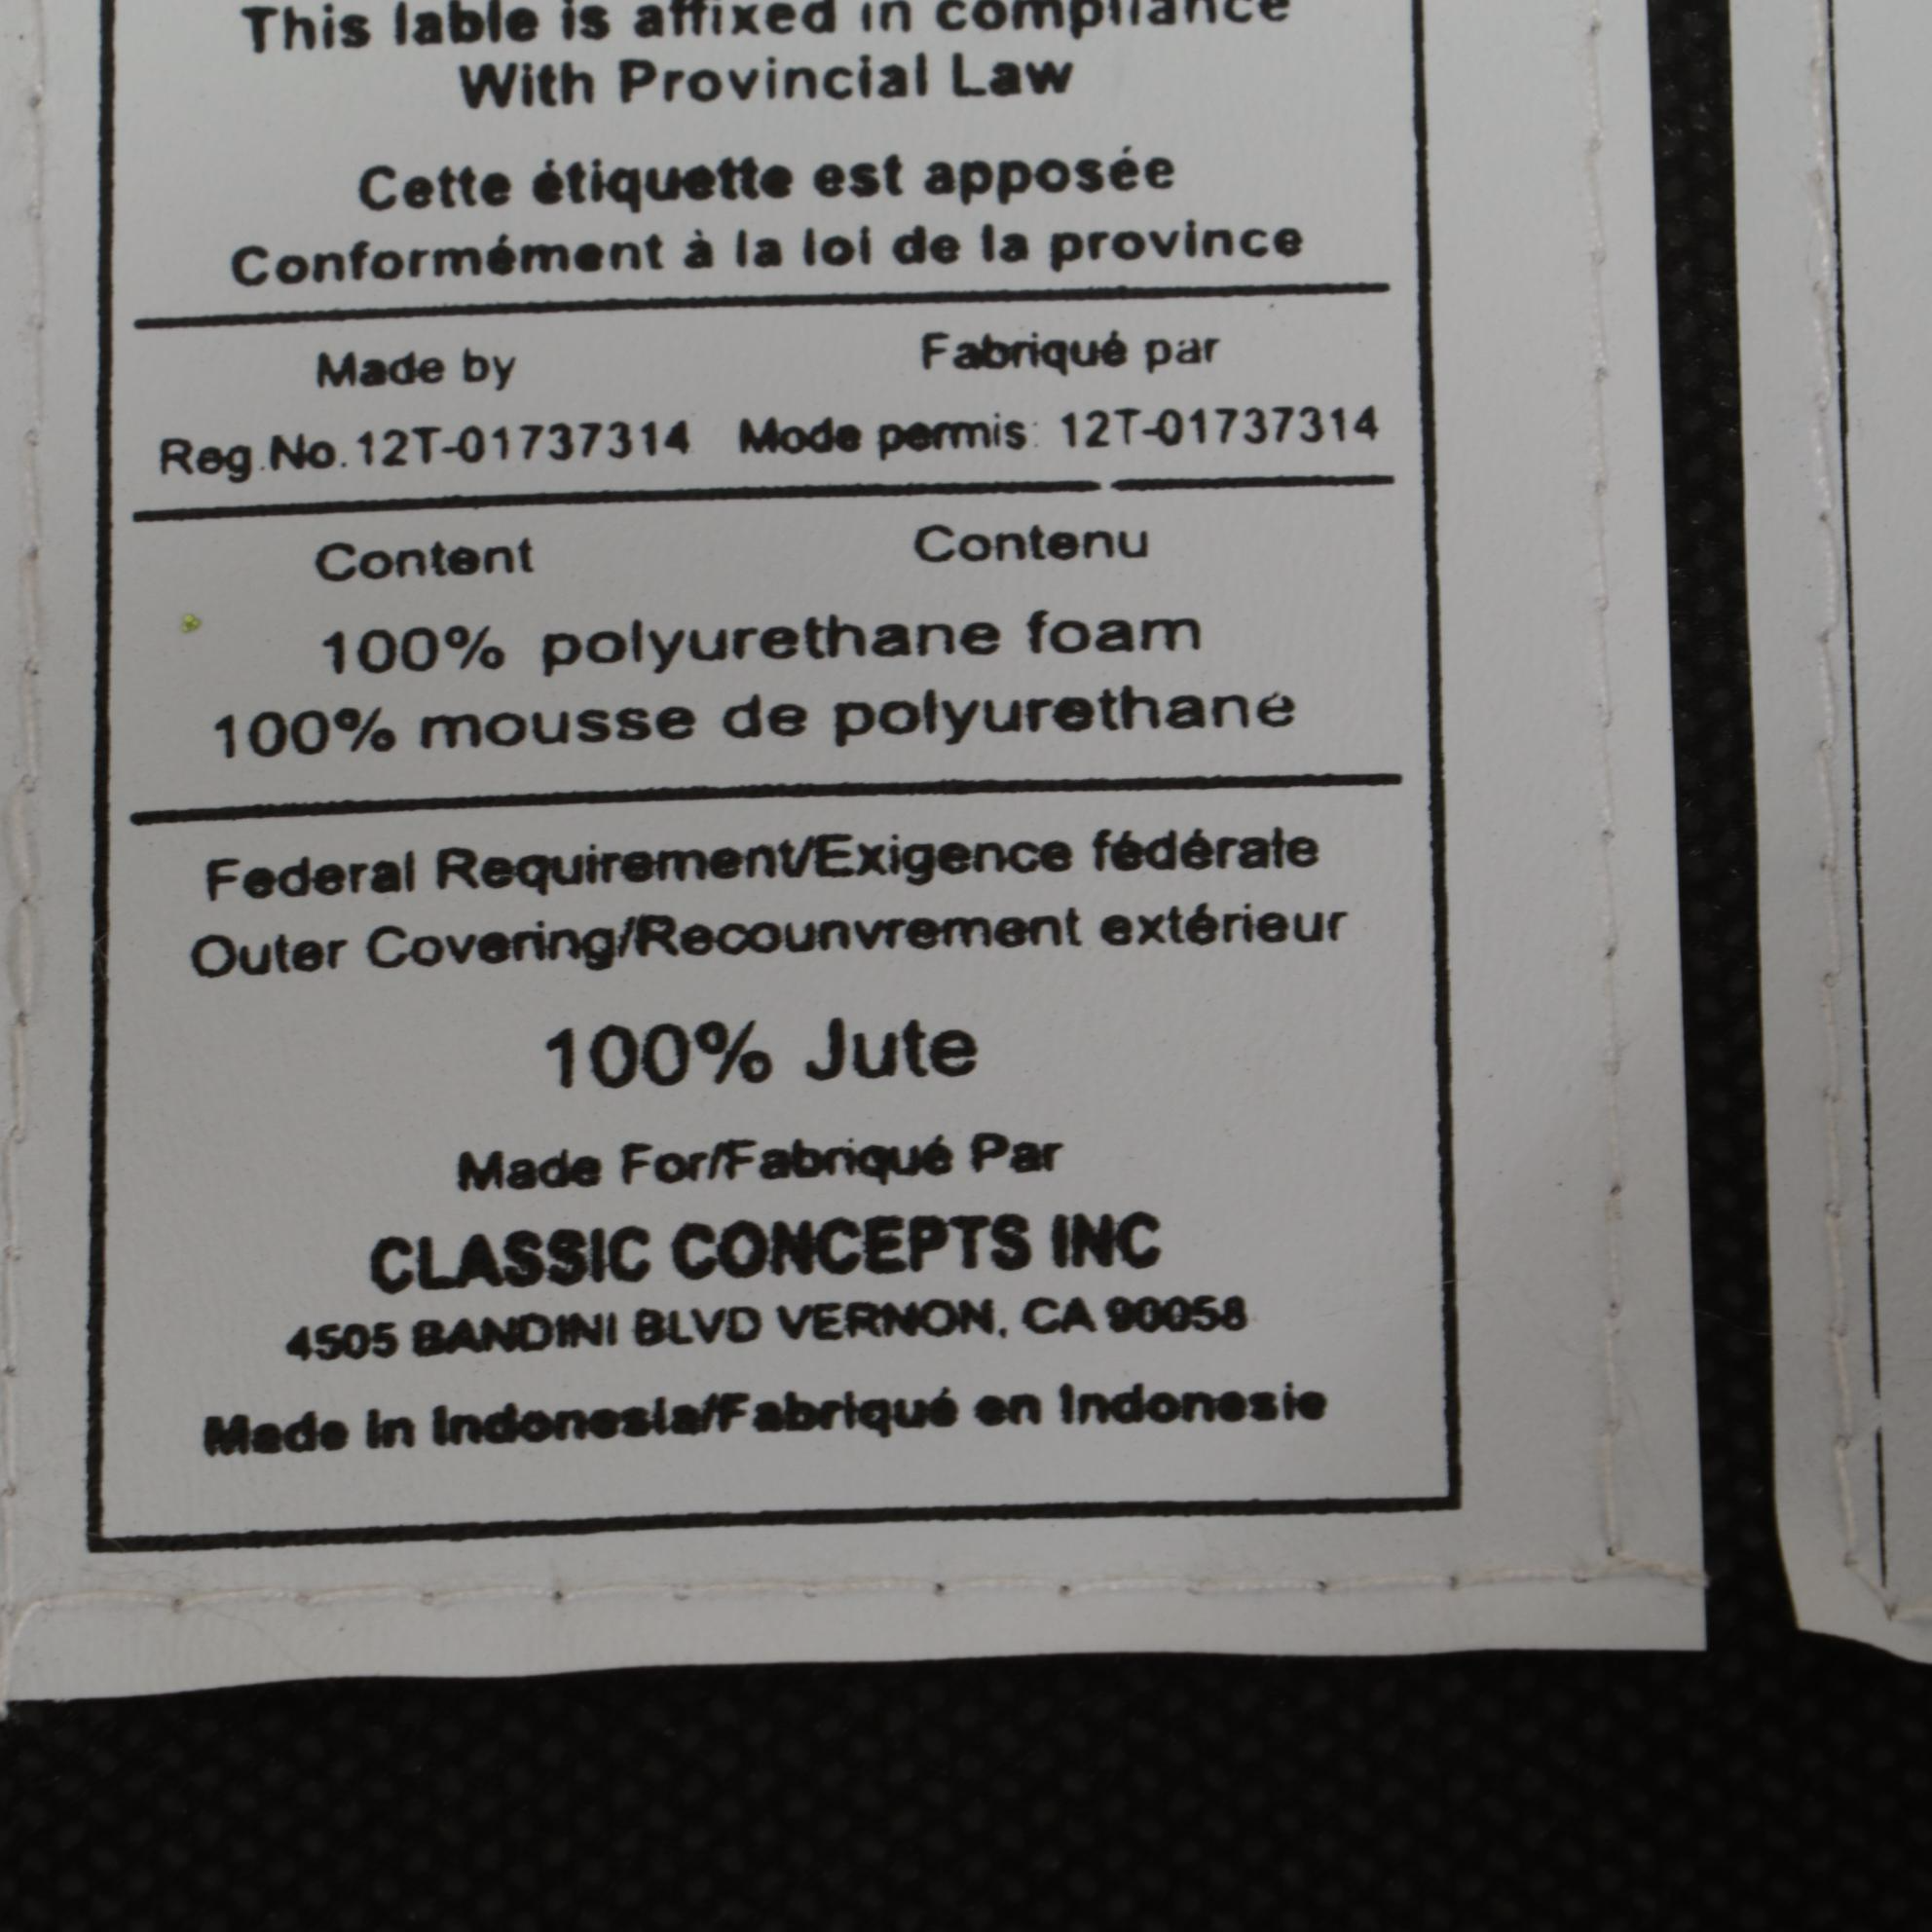 This lable is affixed in compliance
With Provincial Law
Cette étiquette est apposée
Conformément à la loi de la province
Made by Fabriqué par
Reg.No.12T-01737314 Mode permis: 12T-01737314
Content Contenu
100% polyurethane foam
100% mousse de polyurethane
Federal Requirement/Exigence fédérale
Outer Covering/Recounvrement extérieur
100% Jute
Made For/Fabriqué Par
CLASSIC CONCEPTS INC
4505 BANDINI BLVD VERNON, CA 90058
Made In Indonesia/Fabriqué en Indonesie